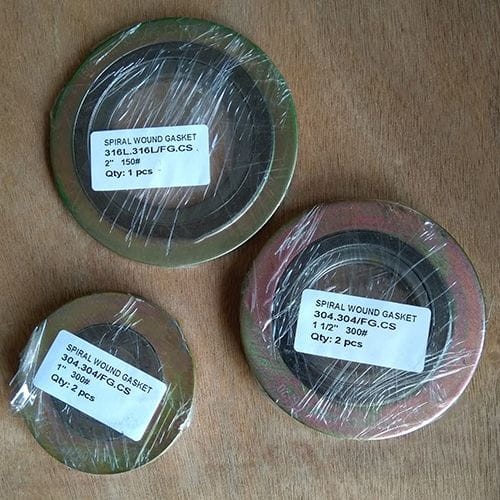 SPIRAL WOUND GASKET
316L.316L/FG.CS .
2" 150#
Qty: 1 pcs
SPIRAL WOUND GASKET
304.304/FG.CS
1 1/2" 300#
Qty: 2 pcs
SPIRAL WOUND GASKET
304.304/FG.CS
1" 300#
Qty: 2 pcs